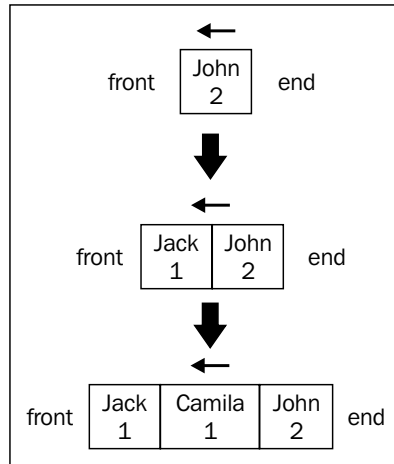 front John 2 end
front Jack 1 John 2 end
front Jack 1 Camila 1 John 2 end